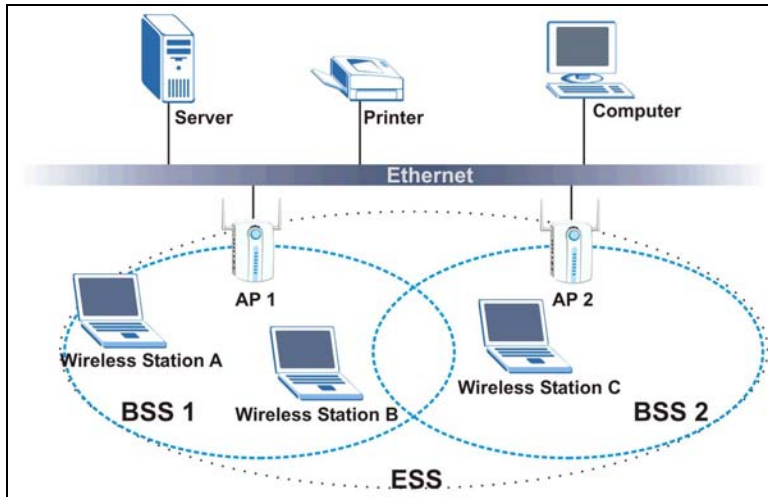 Server
Printer
Computer
Ethernet
AP 1
AP 2
Wireless Station A
Wireless Station B
Wireless Station C
BSS 1
BSS 2
ESS